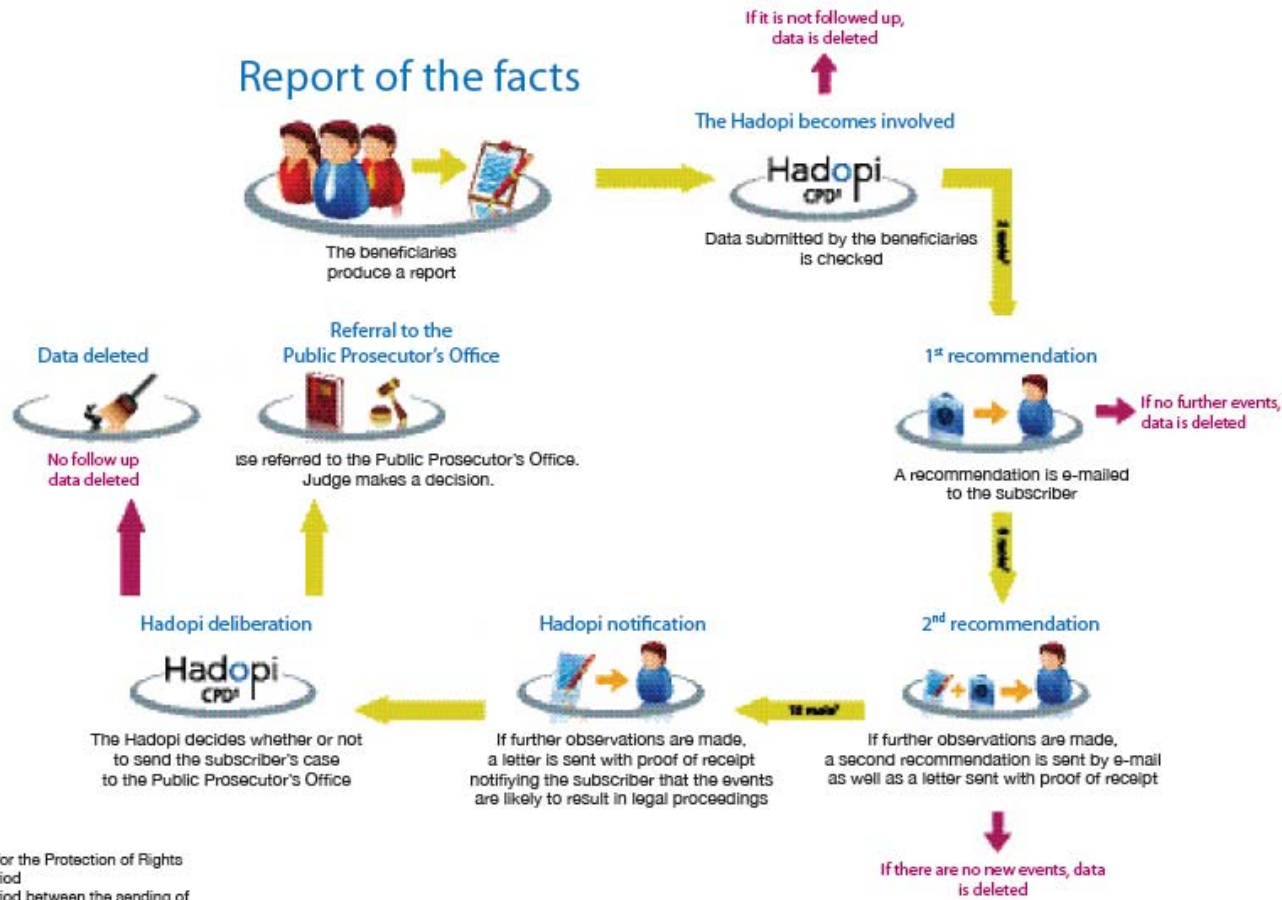 Report of the facts
The beneficiaries
produce a report
If it is not followed up,
data is deleted
The Hadopi becomes involved
Hadopi
CPD¹
Data submitted by the beneficiaries
is checked
1st recommendation
If no further events,
data is deleted
A recommendation is e-mailed
to the subscriber
2nd recommendation
If further observations are made,
a second recommendation is sent by e-mail
as well as a letter sent with proof of receipt
If there are no new events, data
is deleted
Hadopi notification
If further observations are made,
a letter is sent with proof of receipt
notifiying the subscriber that the events
are likely to result in legal proceedings
Hadopi deliberation
Hadopi
CPD¹
The Hadopi decides whether or not
to send the subscriber's case
to the Public Prosecutor's Office
Referral to the
Public Prosecutor's Office
referred to the Public Prosecutor's Office.
Judge makes a decision.
Data deleted
No follow up
data deleted
for the Protection of Rights
period between the sending of